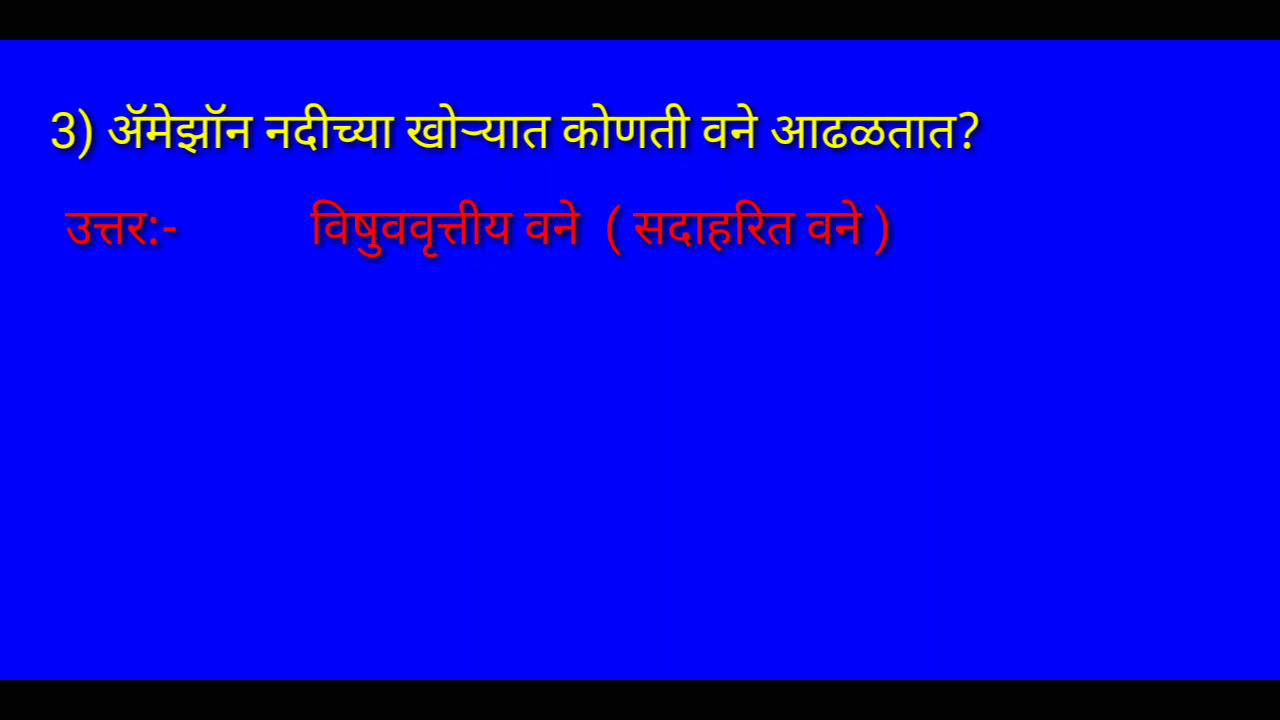 3) ॲमेझॉन नदीच्या खोऱ्यात कोणती वने आढळतात?
उत्तर:- विषुववृत्तीय वने ( सदाहरित वने )